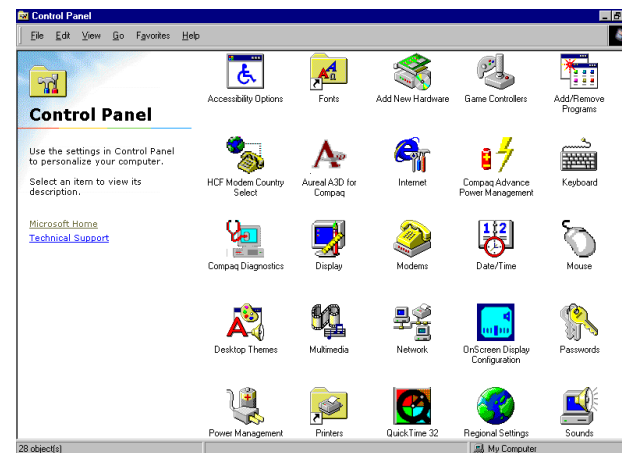 Control Panel
File Edit View Go Favorites Help
Control Panel
Use the settings in Control Panel
to personalize your computer.
Select an item to view its
description.
Microsoft Home
Technical Support
Accessibility Options
Fonts
Add New Hardware
Game Controllers
Add/Remove
Programs
HCF Modem Country
Select
Aureal A3D for
Compaq
Internet
Compaq Advance
Power Management
Keyboard
Compaq Diagnostics
Display
Modems
Date/Time
Mouse
Desktop Themes
Multimedia
Network
OnScreen Display
Configuration
Passwords
Power Management
Printers
QuickTime 32
Regional Settings
Sounds
28 object(s)
My Computer